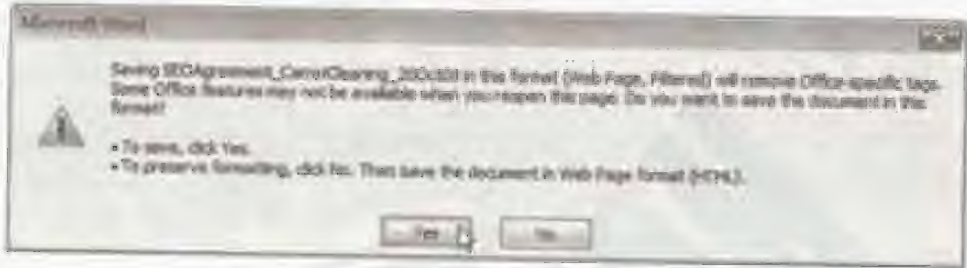 Microsoft Word
Saving in this format (Web Page, Filtered) will remove Office-specific tags.
Some Office features may not be available when you reopen this page. Do you want to save the document in this
format?
• To save, click Yes.
• To preserve formatting, click No. Then save the document in Web Page format (HTML).
Yes
No